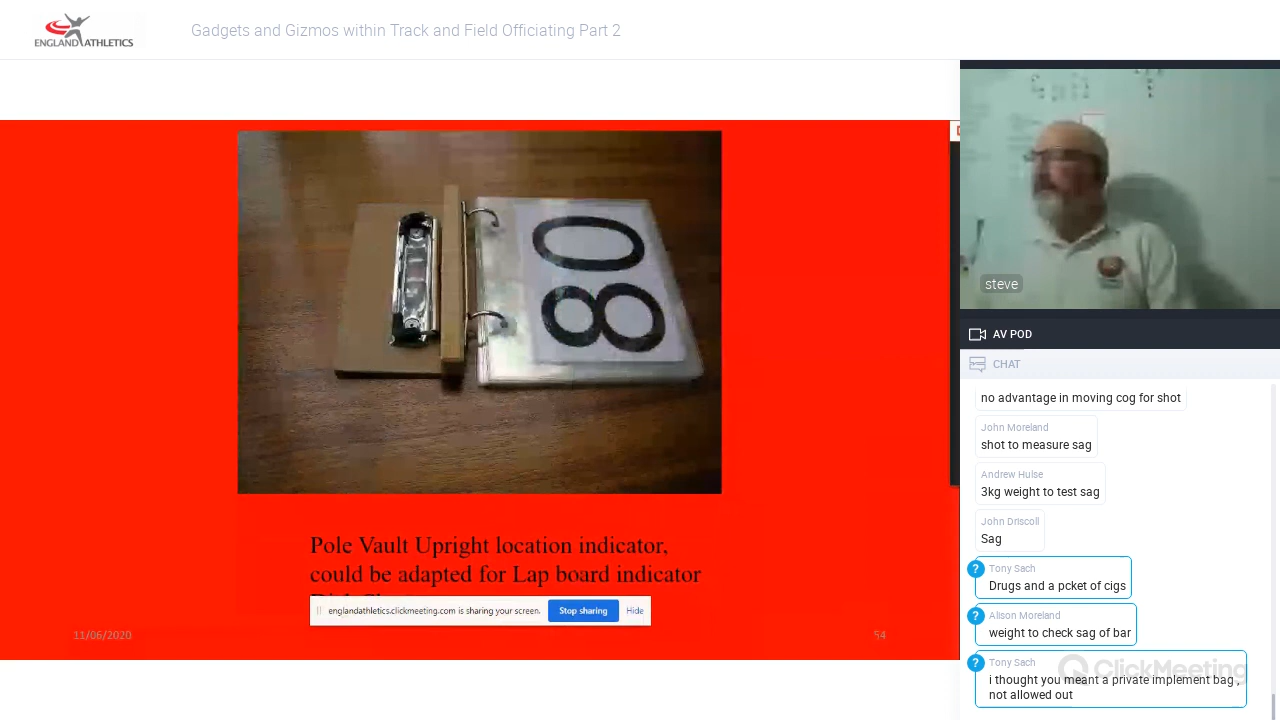 ENGLAND ATHLETICS
Gadgets and Gizmos within Track and Field Officiating Part 2
80
Pole Vault Upright location indicator,
could be adapted for Lap board indicator
englandathletics.clickmeeting.com is sharing your screen.
Stop sharing
Hide
11/06/2020
54
steve
AV POD
CHAT
no advantage in moving cog for shot
John Moreland
shot to measure sag
Andrew Hulse
3kg weight to test sag
John Driscoll
Sag
? Tony Sach
Drugs and a pcket of cigs
? Alison Moreland
weight to check sag of bar
? Tony Sach
i thought you meant a private implement bag ,
not allowed out
ClickMeeting